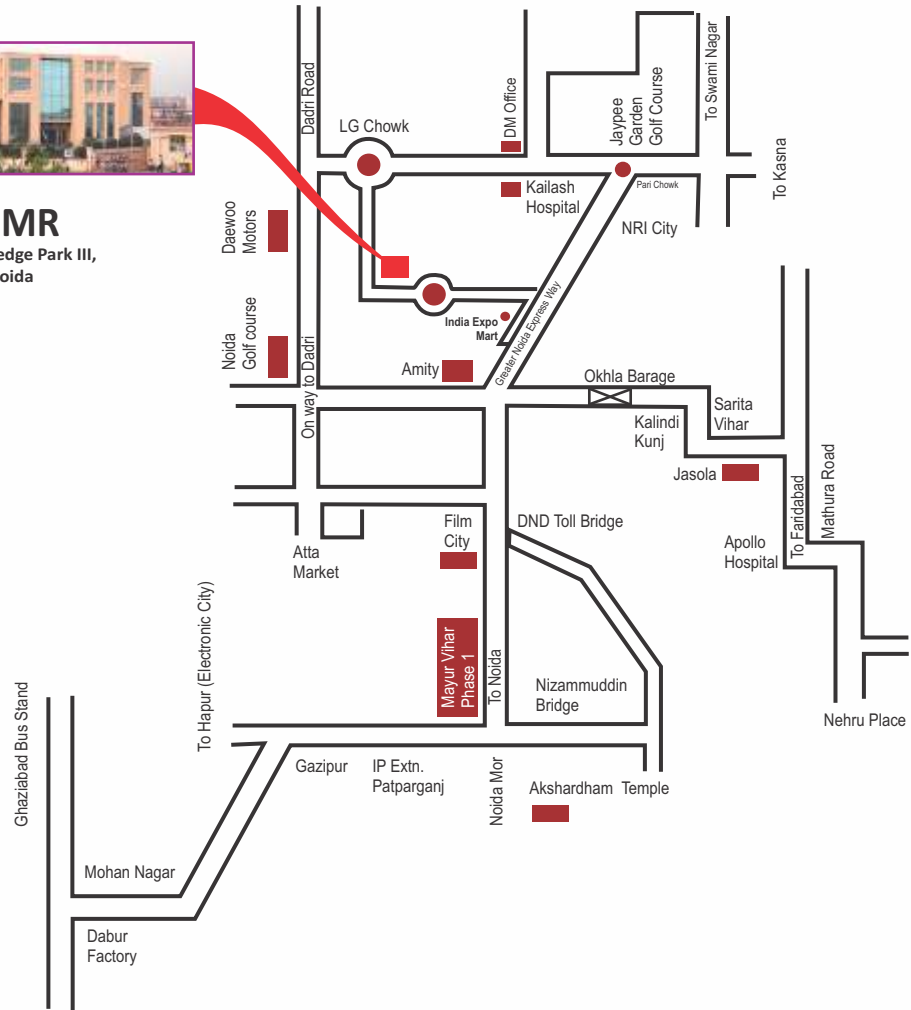 MR
edge Park III,
oida
Dadri Road
LG Chowk
DM Office
Jaypee
Garden
Golf Course
To Swami Nagar
To Kasna
Pari Chowk
Kailash
Hospital
NRI City
Daewoo
Motors
Noida
Golf course
On way to Dadri
India Expo
Mart
Greater Noida Express Way
Amity
Okhla Barage
Kalindi
Kunj
Sarita
Vihar
Jasola
To Faridabad
Mathura Road
Apollo
Hospital
Nehru Place
Atta
Market
Film
City
DND Toll Bridge
To Hapur (Electronic City)
Mayur Vihar
Phase 1
To Noida
Nizammuddin
Bridge
Ghaziabad Bus Stand
Gazipur
IP Extn.
Patparganj
Noida Mor
Akshardham Temple
Mohan Nagar
Dabur
Factory